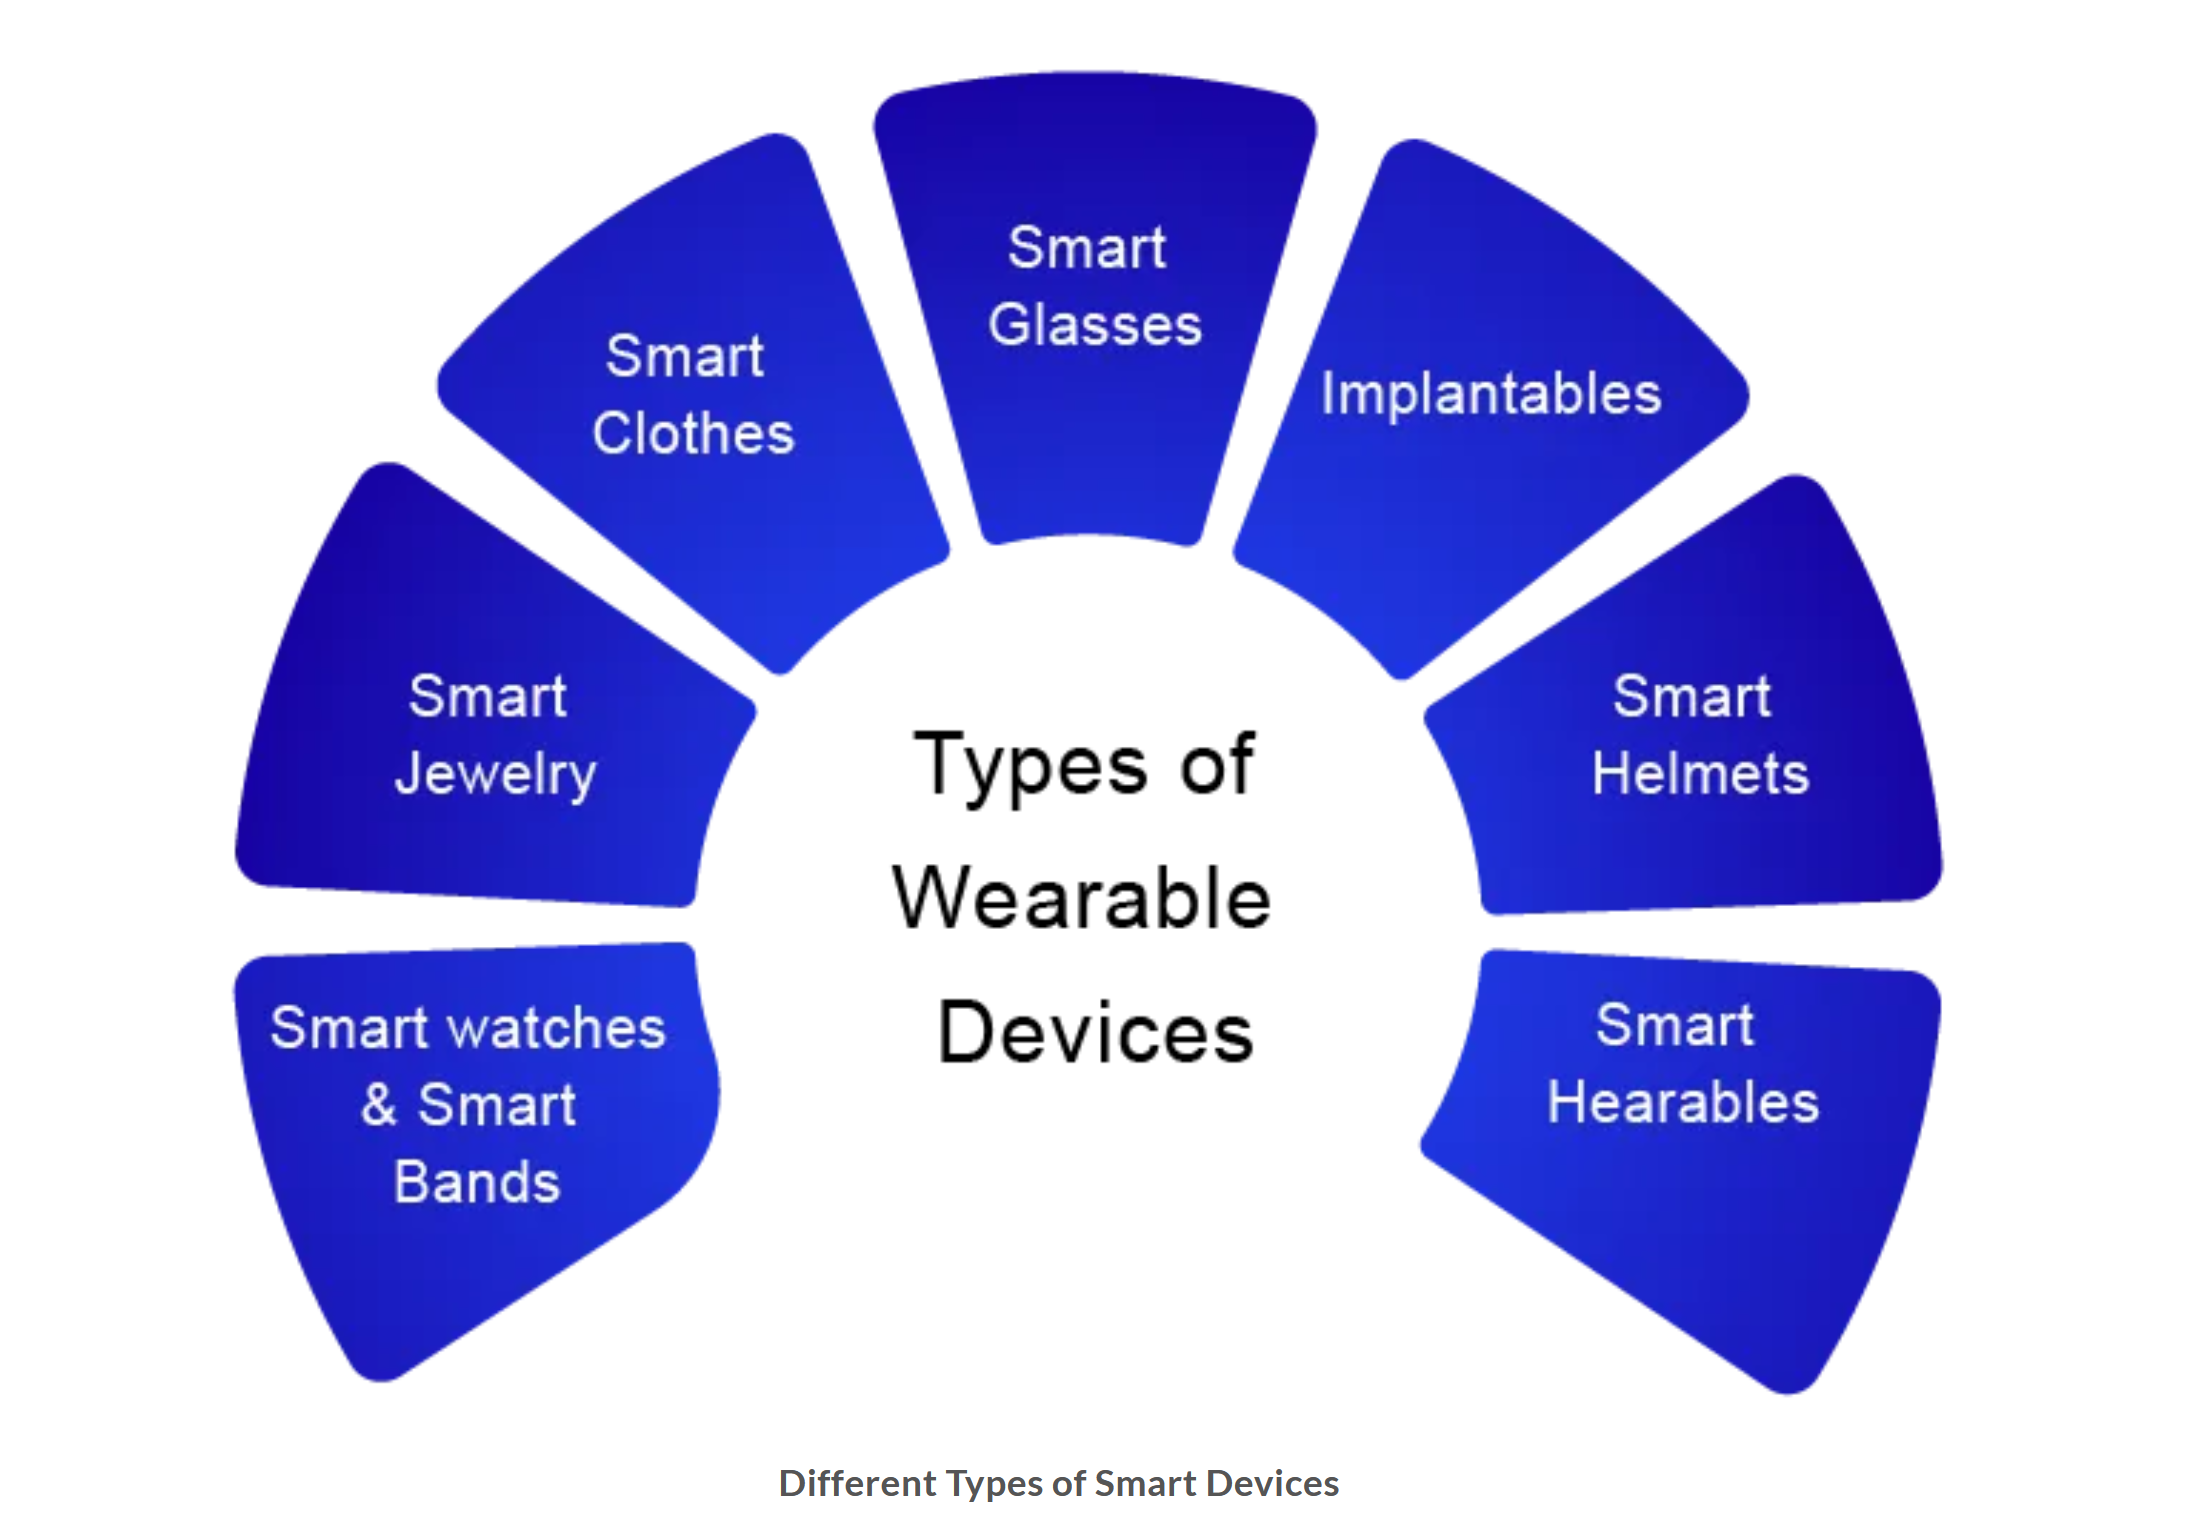 Smart
Glasses
Smart
Clothes
Implantables
Smart
Jewelry
Smart
Helmets
Types of
Wearable
Devices
Smart watches
& Smart
Bands
Smart
Hearables
Different Types of Smart Devices